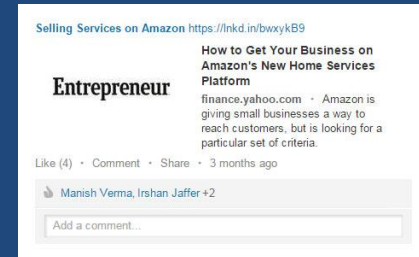 Selling Services on Amazon https://lnkd.in/bwxykB9
Entrepreneur
How to Get Your Business on
Amazon's New Home Services
Platform
finance.yahoo.com · Amazon is
giving small businesses a way to
reach customers, but is looking for a
particular set of criteria.
Like (4) · Comment · Share · 3 months ago
Manish Verma, Irshan Jaffer +2
Add a comment...